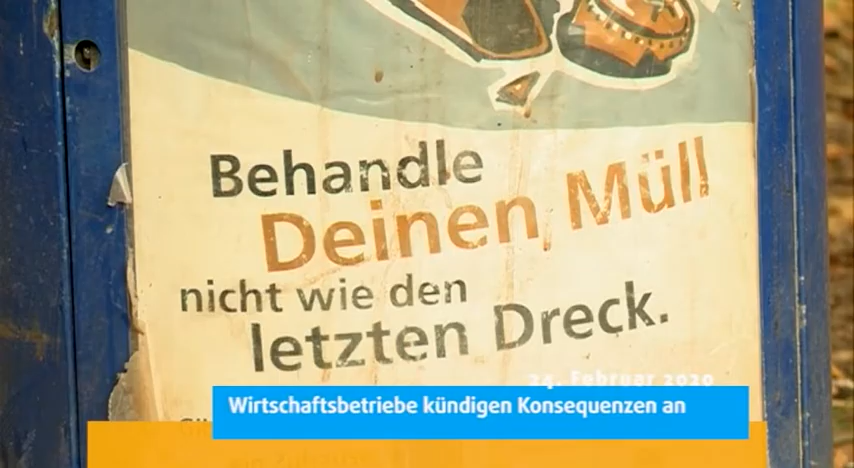 Behandle
Deinen Müll
nicht wie den
letzten Dreck.
24. Februar 2020
Wirtschaftsbetriebe kündigen Konsequenzen an